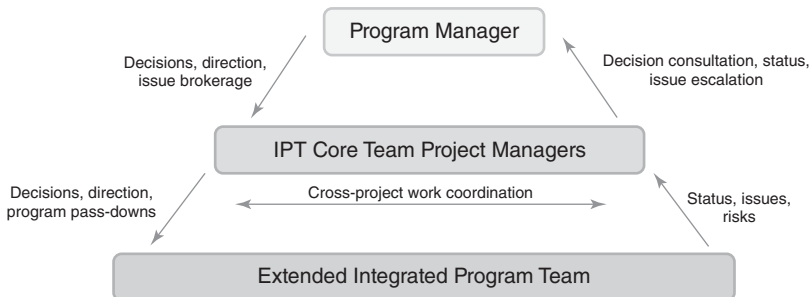 Program Manager
Decisions, direction,
issue brokerage
Decision consultation, status,
issue escalation
IPT Core Team Project Managers
Decisions, direction,
program pass-downs
Cross-project work coordination
Status, issues,
risks
Extended Integrated Program Team